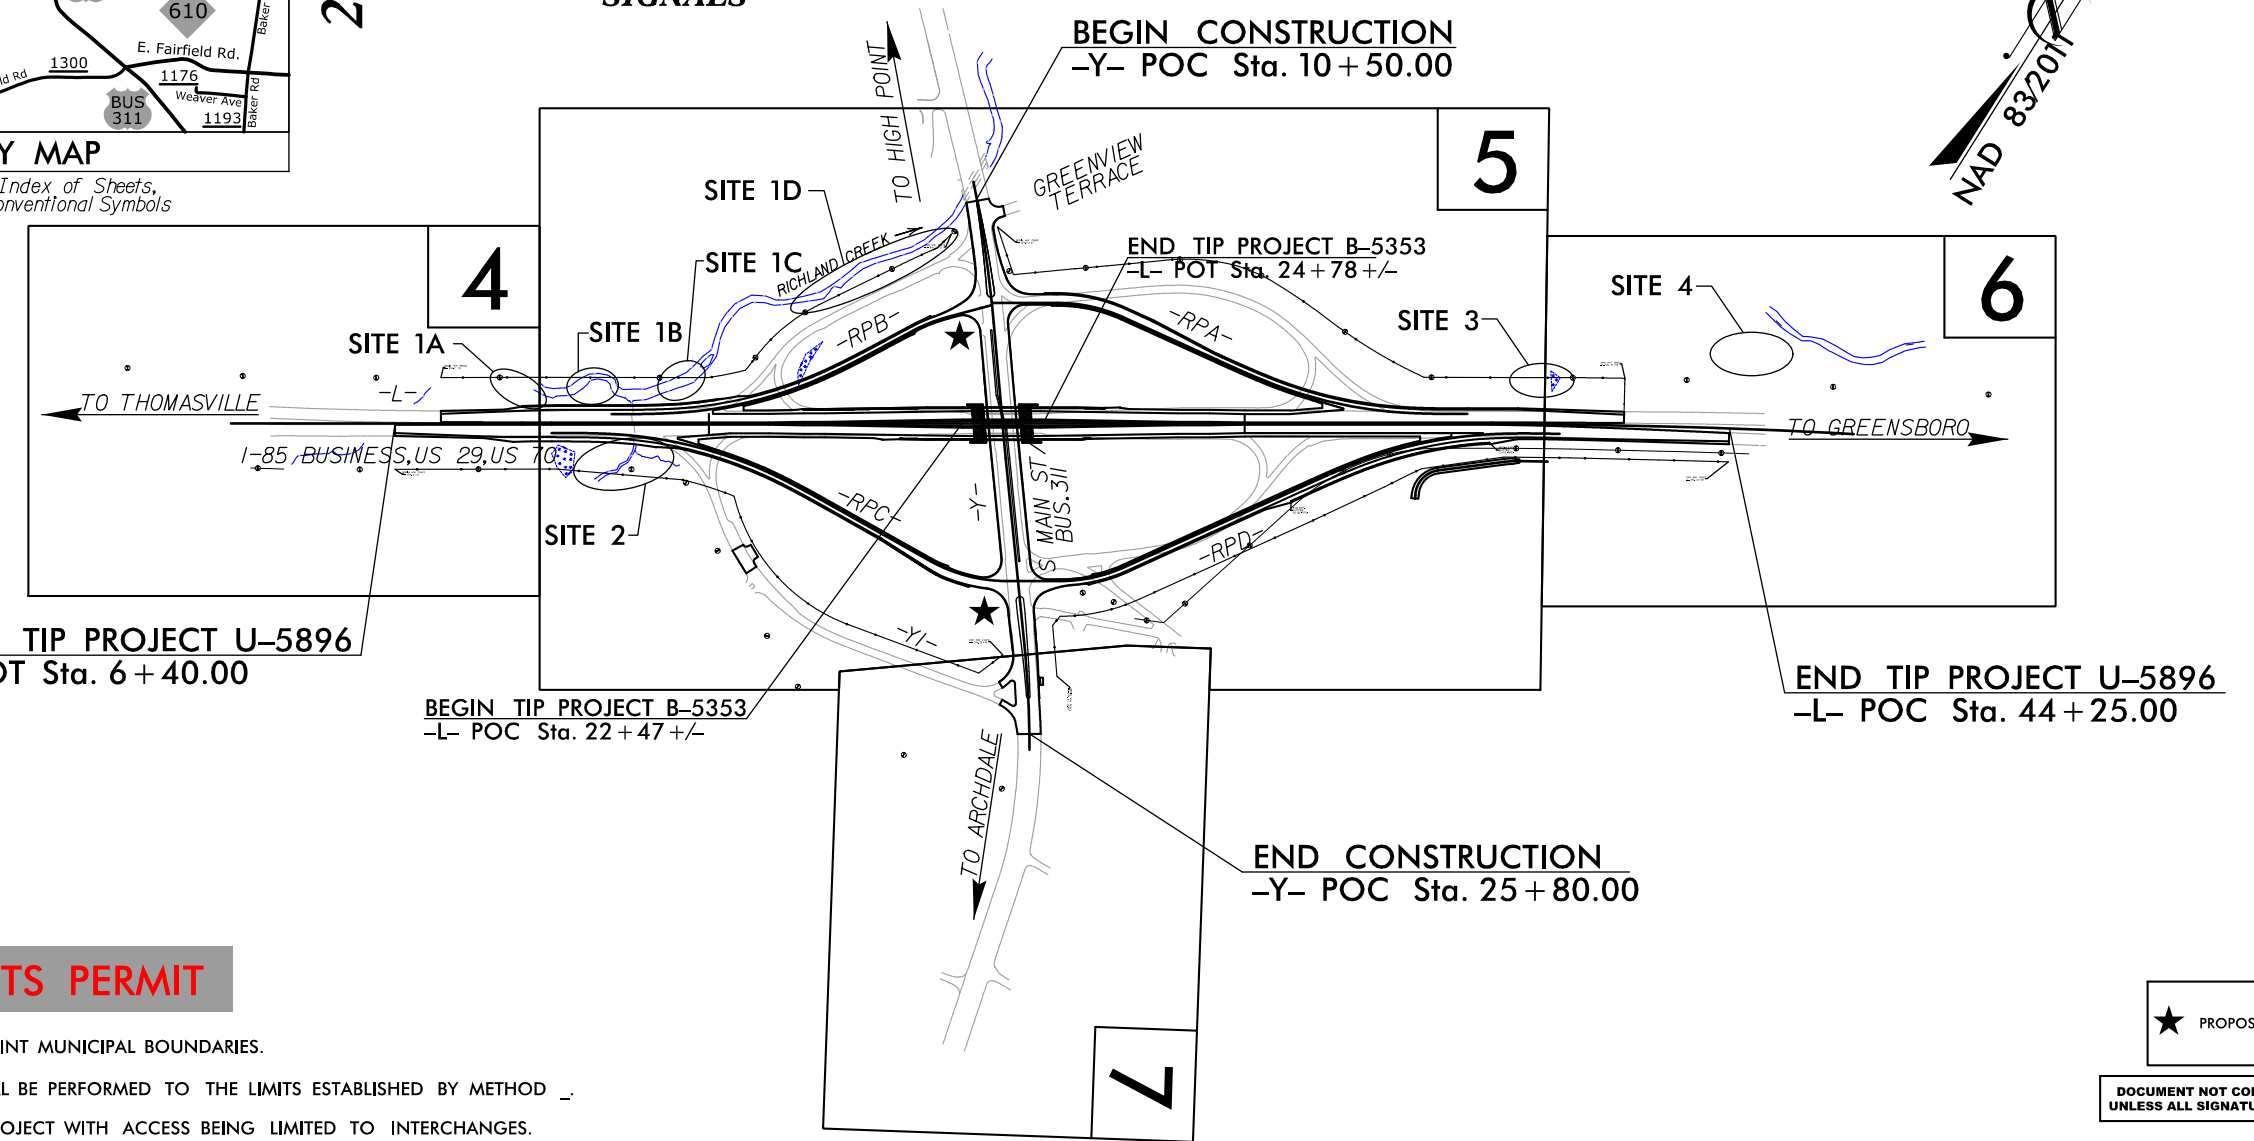 SIGNALS
2
610
Baker
E. Fairfield Rd.
1300
ld Rd
1176
Weaver Ave
BUS
311
1193
Baker Rd
Y MAP
Index of Sheets,
onventional Symbols
BEGIN CONSTRUCTION
-Y- POC Sta. 10+50.00
NAD 83/2011
TO HIGH POINT
GREENVIEW
TERRACE
5
SITE 1D
SITE 1C
RICHLAND CREEK
END TIP PROJECT B-5353
-L- POT Sta. 24+78 +/-
4
SITE 1B
SITE 1A
-RPB-
-RPA-
SITE 3
SITE 4
6
-L-
TO THOMASVILLE
TO GREENSBORO
I-85 BUSINESS, US 29, US 70
-RPC-
-Y-
S MAIN ST /
BUS. 311
-RPD-
SITE 2
-Y1-
TIP PROJECT U-5896
OT Sta. 6+40.00
BEGIN TIP PROJECT B-5353
-L- POC Sta. 22+47 +/-
END TIP PROJECT U-5896
-L- POC Sta. 44+25.00
TO ARCHDALE
END CONSTRUCTION
-Y- POC Sta. 25+80.00
7
TS PERMIT
INT MUNICIPAL BOUNDARIES.
LL BE PERFORMED TO THE LIMITS ESTABLISHED BY METHOD _.
OJECT WITH ACCESS BEING LIMITED TO INTERCHANGES.
★ PROPOS
DOCUMENT NOT CO
UNLESS ALL SIGNATU